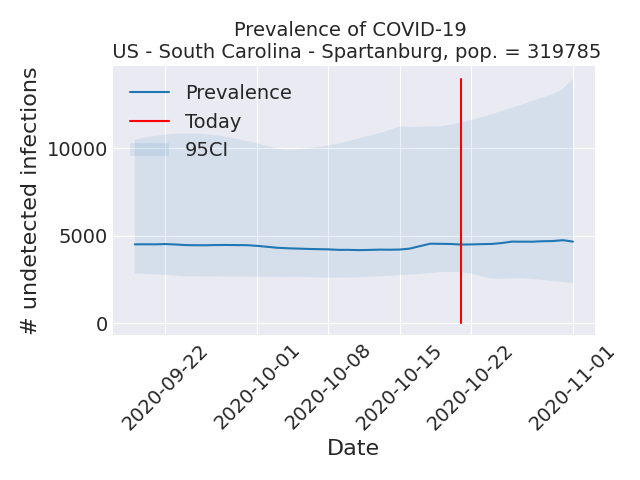 Prevalence of COVID-19
US - South Carolina - Spartanburg, pop. = 319785
Prevalence
Today
95CI
# undetected infections
10000
5000
0
2020-09-22
2020-10-01
2020-10-08
2020-10-15
2020-10-22
2020-11-01
Date